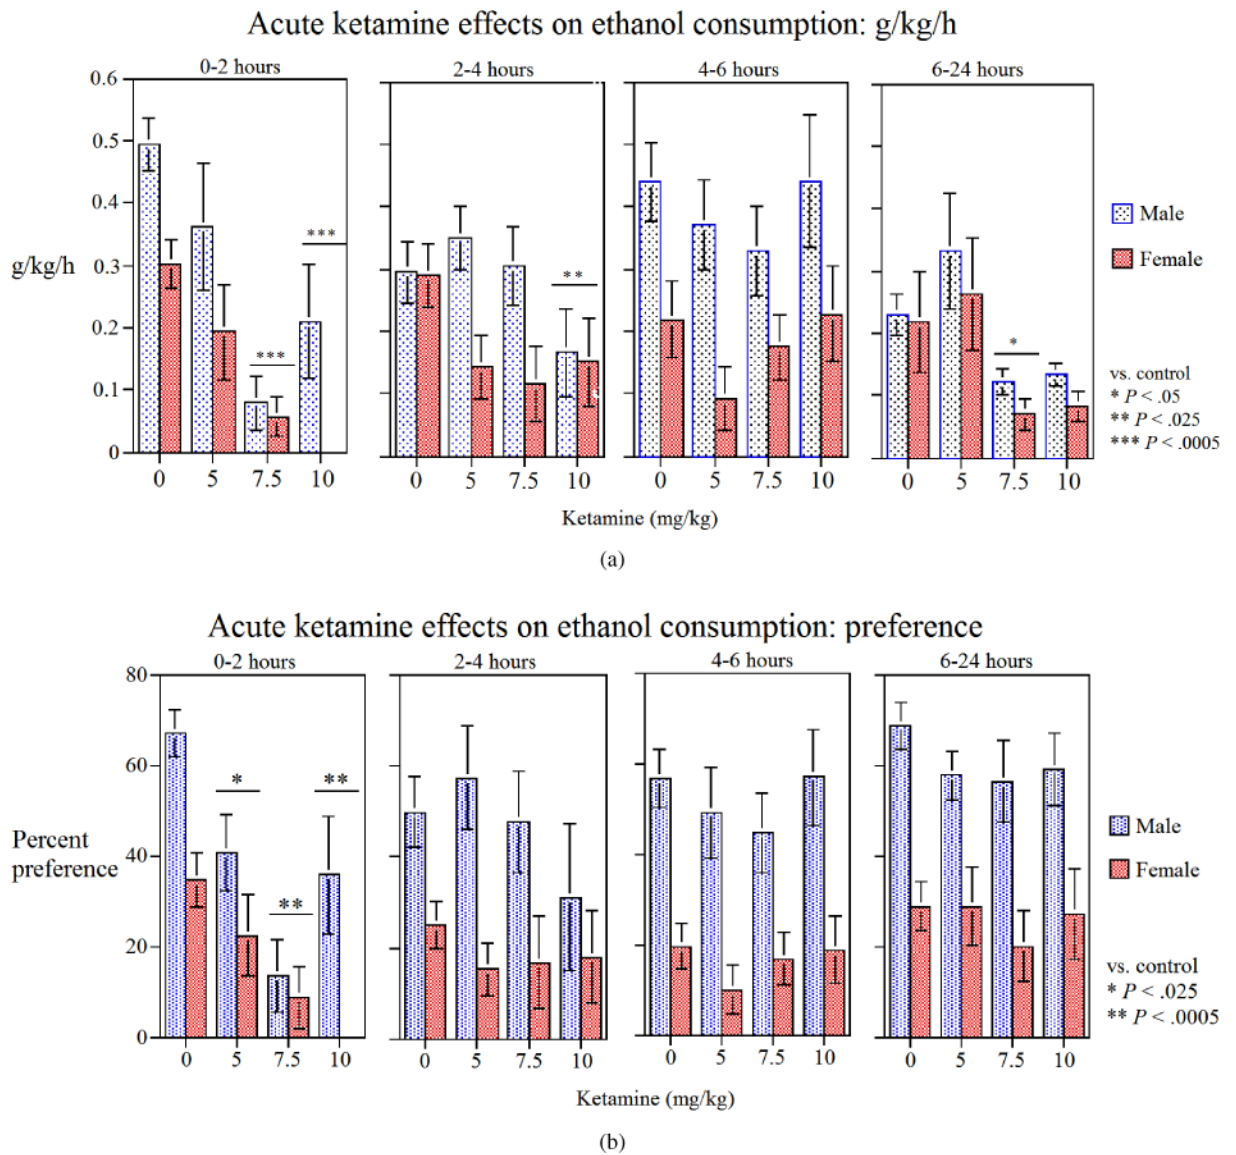 Acute ketamine effects on ethanol consumption: g/kg/h
0-2 hours
2-4 hours
4-6 hours
6-24 hours
0.6
0.5
0.4
0.3
0.2
0.1
0
g/kg/h
***
***
**
*
Male
Female
vs. control
* P < .05
** P < .025
*** P < .0005
0 5 7.5 10
0 5 7.5 10
0 5 7.5 10
0 5 7.5 10
Ketamine (mg/kg)
(a)
Acute ketamine effects on ethanol consumption: preference
0-2 hours
2-4 hours
4-6 hours
6-24 hours
80
60
40
20
0
Percent
preference
*
**
**
Male
Female
vs. control
* P < .025
** P < .0005
0 5 7.5 10
0 5 7.5 10
0 5 7.5 10
0 5 7.5 10
Ketamine (mg/kg)
(b)